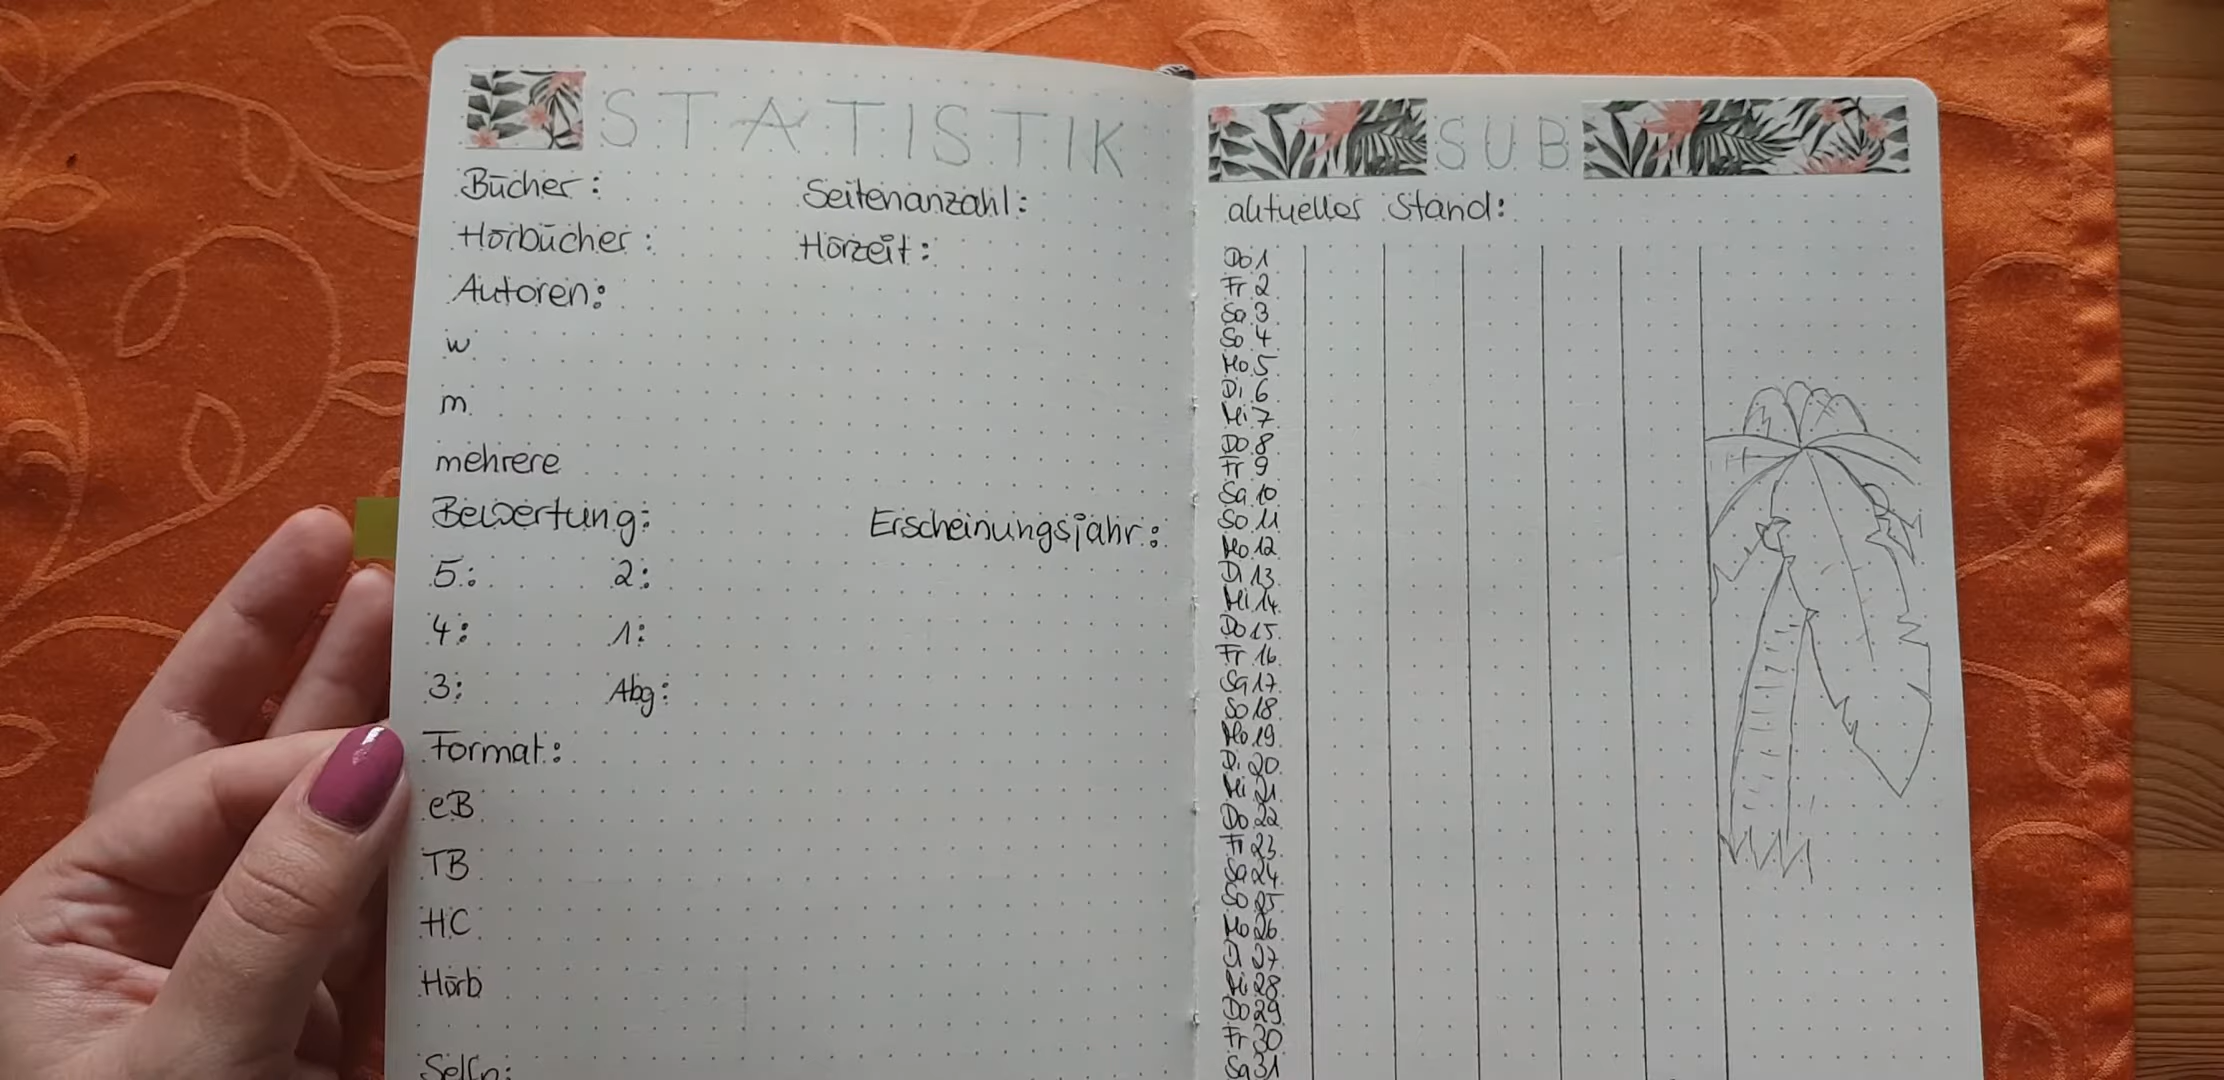 STATISTIK
Bücher:
Seitenanzahl:
Hörbücher:
Hörzeit:
Autoren:
w
m
mehrere
Bewertung:
Erscheinungsjahr:
5:
2:
4:
1:
3:
Abg:
Format:
eB
TB
HC
Hörb
SUB
aktueller Stand:
Do 1
Fr 2
Sa 3
So 4
Mo 5
Di 6
Mi 7
Do 8
Fr 9
Sa 10
So 11
Mo 12
Di 13
Mi 14
Do 15
Fr 16
Sa 17
So 18
Mo 19
Di 20
Mi 21
Do 22
Fr 23
Sa 24
So 25
Mo 26
Di 27
Mi 28
Do 29
Fr 30
Sa 31